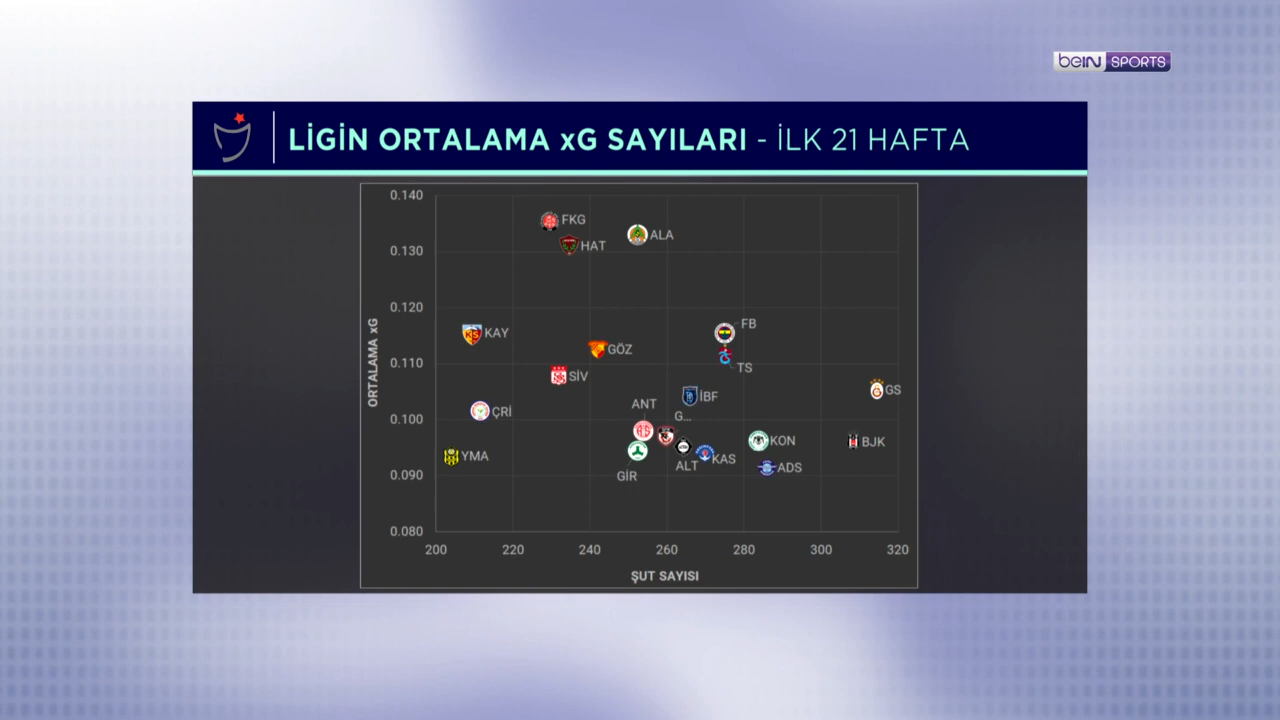 beIN SPORTS
LİGİN ORTALAMA xG SAYILARI - İLK 21 HAFTA
0.140
FKG
ALA
HAT
0.130
0.120
FB
KAY
GÖZ
0.110
TS
SİV
GS
İBF
ANT
ÇRİ
G...
0.100
KON
BJK
YMA
KAS
ALT
ADS
GİR
0.090
0.080
ORTALAMA xG
200 220 240 260 280 300 320
ŞUT SAYISI